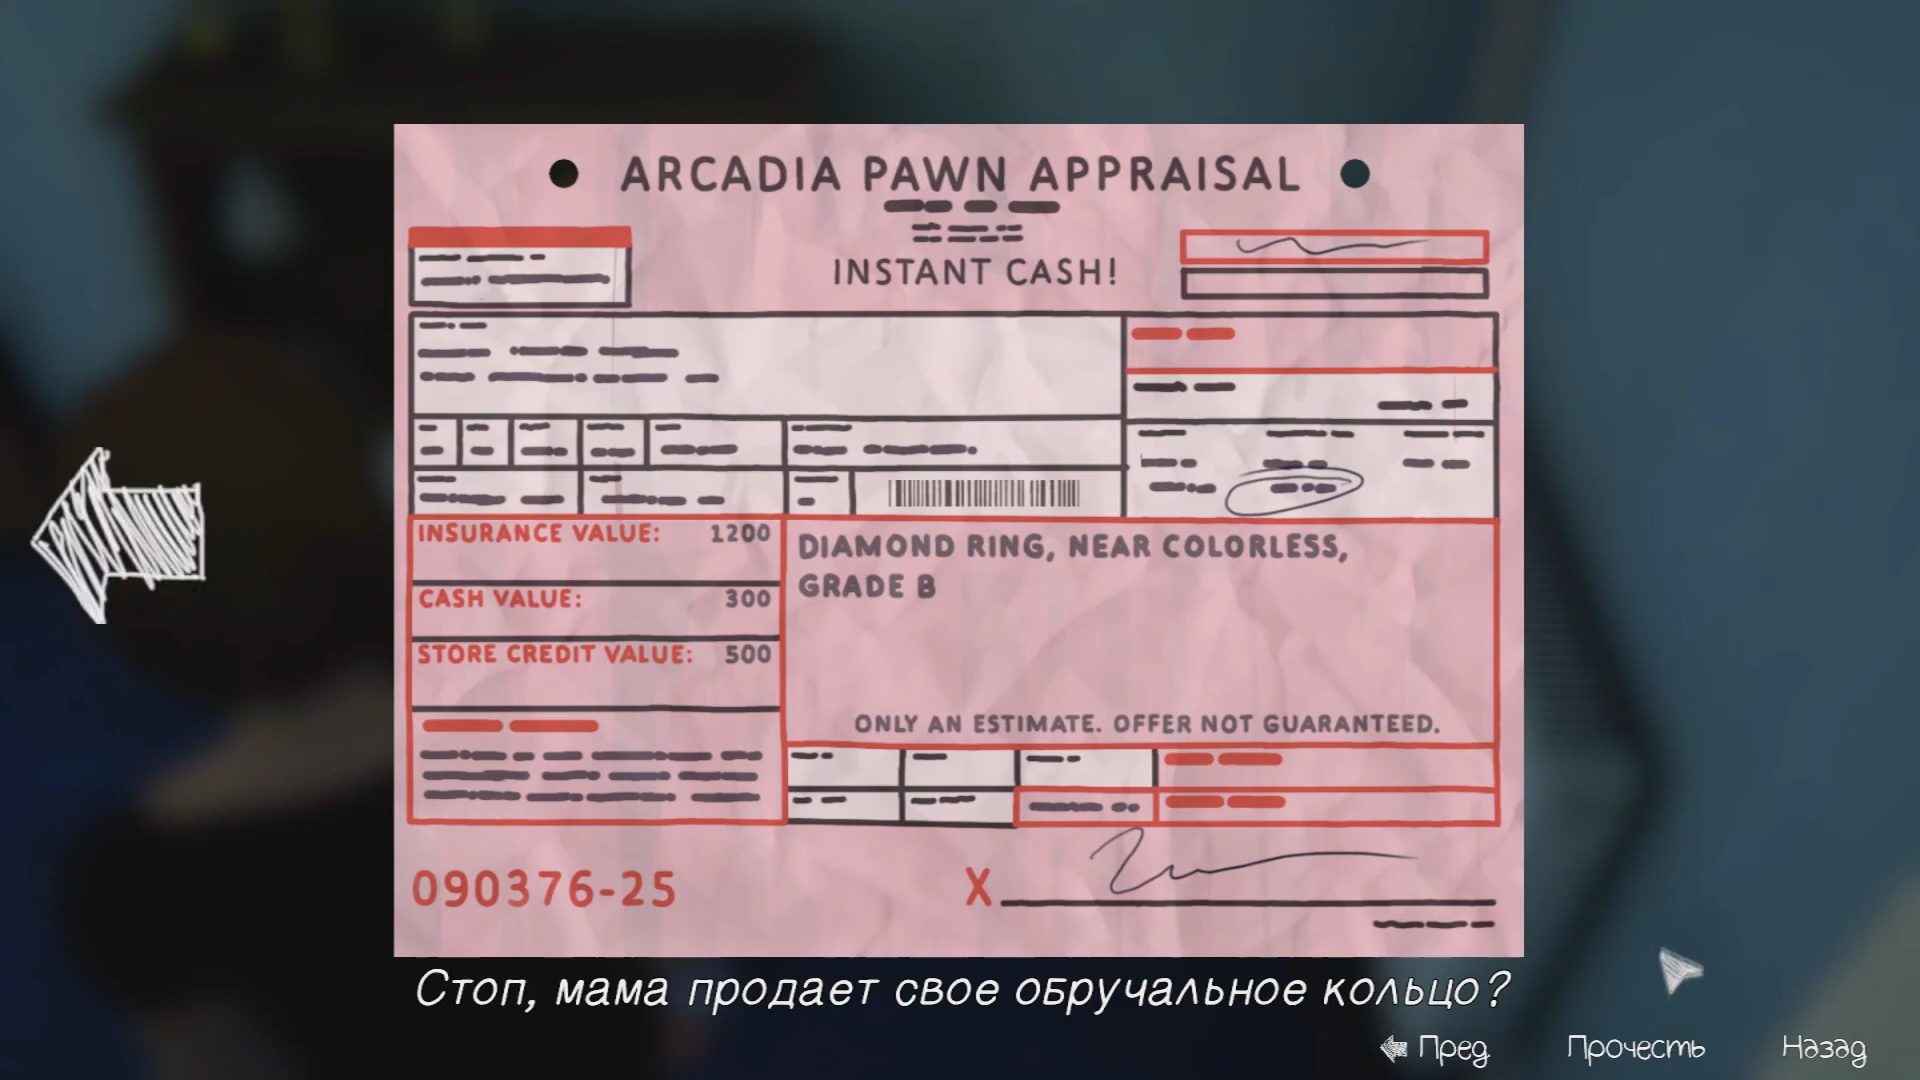 ARCADIA PAWN APPRAISAL
INSTANT CASH!
INSURANCE VALUE: 1200
CASH VALUE: 300
STORE CREDIT VALUE: 500
DIAMOND RING, NEAR COLORLESS,
GRADE B
ONLY AN ESTIMATE. OFFER NOT GUARANTEED.
090376-25
X
Стоп, мама продает свое обручальное кольцо?
Пред Прочесть Назад